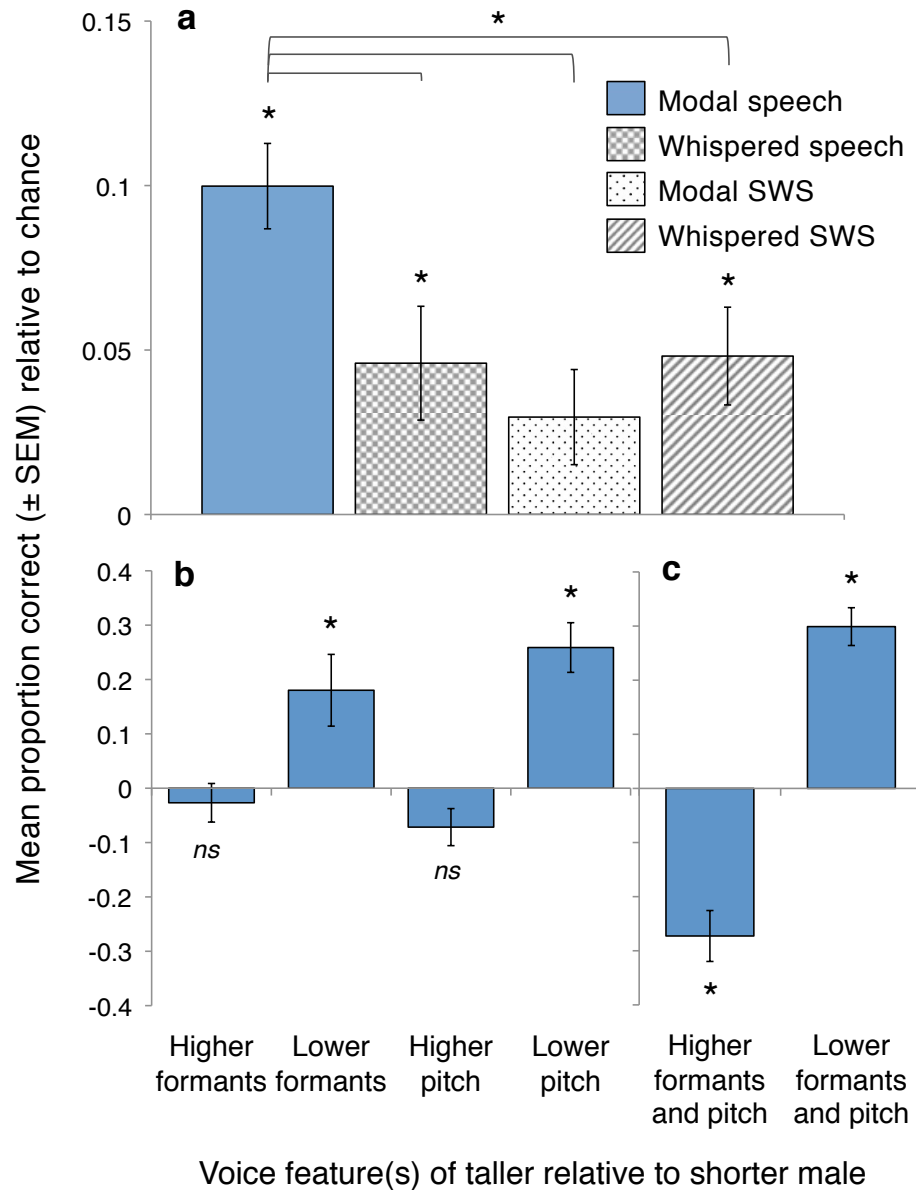 Mean proportion correct (± SEM) relative to chance
0.15
0.1
0.05
0
a
*
*
*
*
Modal speech
Whispered speech
Modal SWS
Whispered SWS
0.4
0.3
0.2
0.1
0
-0.1
-0.2
-0.3
-0.4
b
*
*
ns
ns
c
*
*
Higher
formants
Lower
formants
Higher
pitch
Lower
pitch
Higher
formants
and pitch
Lower
formants
and pitch
Voice feature(s) of taller relative to shorter male